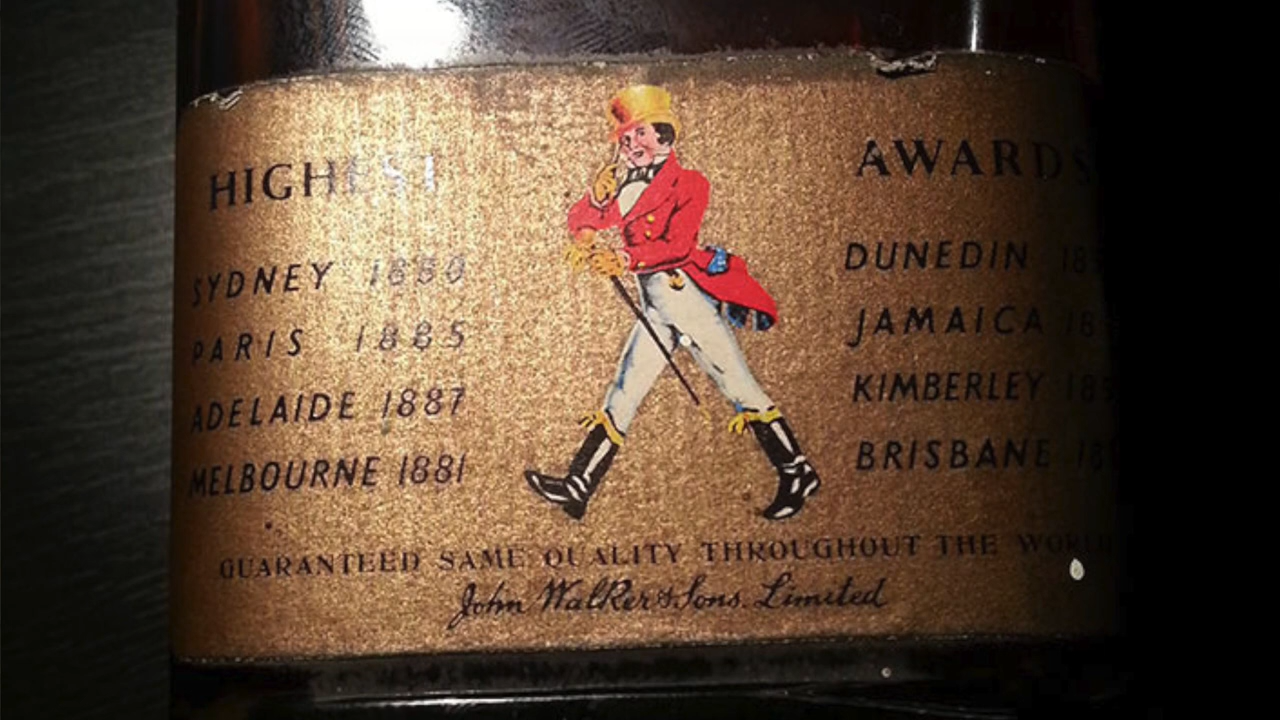 HIGHEST AWARDS
SYDNEY 1880 DUNEDIN
PARIS 1885 JAMAICA
ADELAIDE 1887 KIMBERLEY
MELBOURNE 1881 BRISBANE
GUARANTEED SAME QUALITY THROUGHOUT THE WORLD
John Walker & Sons. Limited